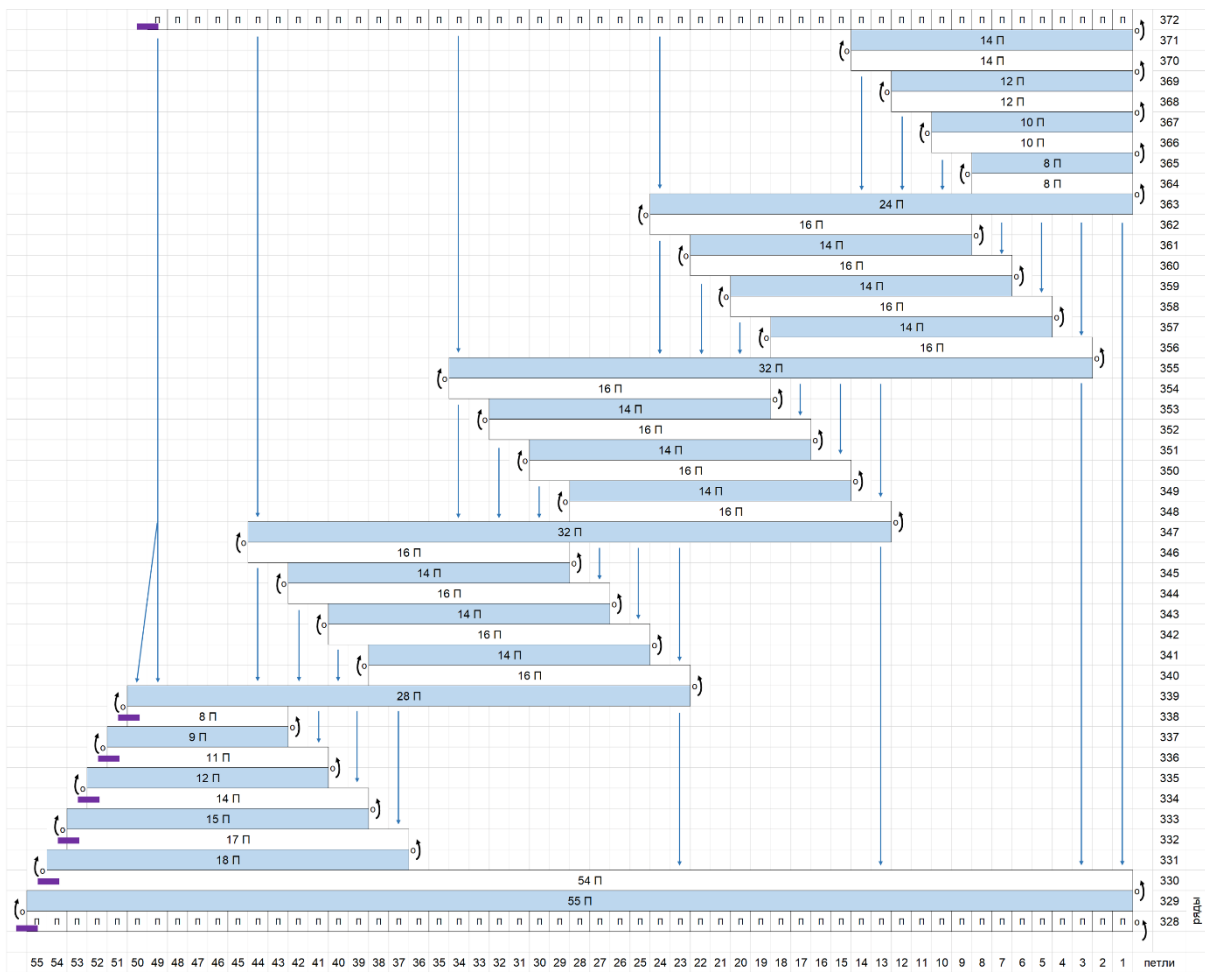 п п п п п п п п п п п п п п п п п п п п п п п п п п п п п п п п п п п п п п п п п п п п п п п п п 372
14 П 371
14 П 370
12 П 369
12 П 368
10 П 367
10 П 366
8 П 365
8 П 364
24 П 363
16 П 362
14 П 361
16 П 360
14 П 359
16 П 358
14 П 357
16 П 356
32 П 355
16 П 354
14 П 353
16 П 352
14 П 351
16 П 350
14 П 349
16 П 348
32 П 347
16 П 346
14 П 345
16 П 344
14 П 343
16 П 342
14 П 341
16 П 340
28 П 339
8 П 338
9 П 337
11 П 336
12 П 335
14 П 334
15 П 333
17 П 332
18 П 331
54 П 330
55 П 329
п п п п п п п п п п п п п п п п п п п п п п п п п п п п п п п п п п п п п п п п п п п п п п п п п п п п п п п 328
ряды
55 54 53 52 51 50 49 48 47 46 45 44 43 42 41 40 39 38 37 36 35 34 33 32 31 30 29 28 27 26 25 24 23 22 21 20 19 18 17 16 15 14 13 12 11 10 9 8 7 6 5 4 3 2 1 петли